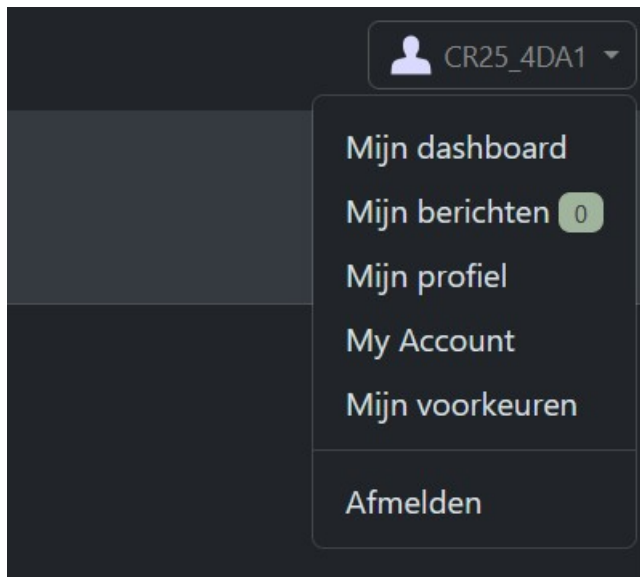 CR25_4DA1
Mijn dashboard
Mijn berichten 0
Mijn profiel
My Account
Mijn voorkeuren
Afmelden